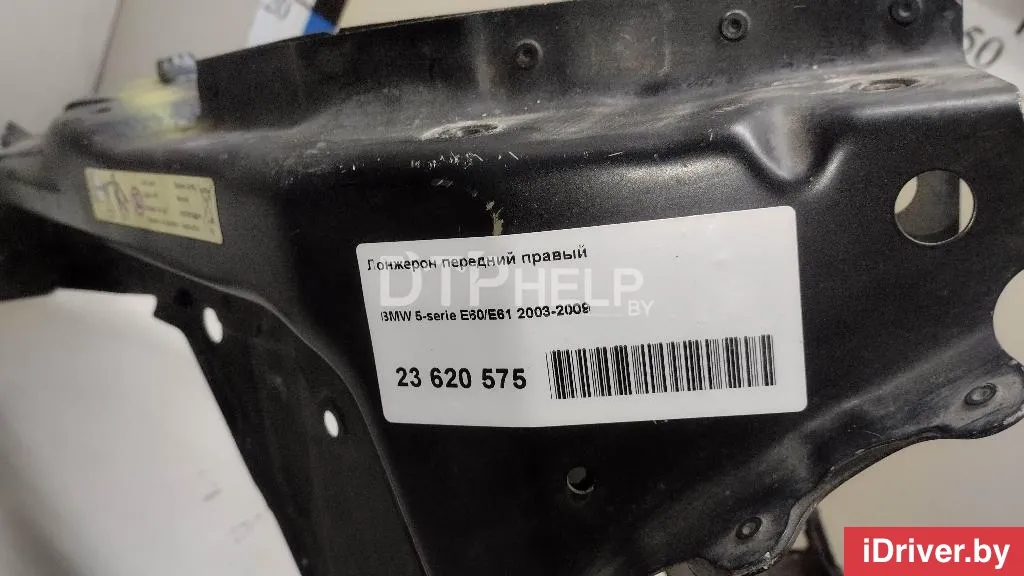 Лонжерон передний правый
DTPHELP
.BY
BMW 5-serie E60/E61 2003-2009
23 620 575
iDriver.by